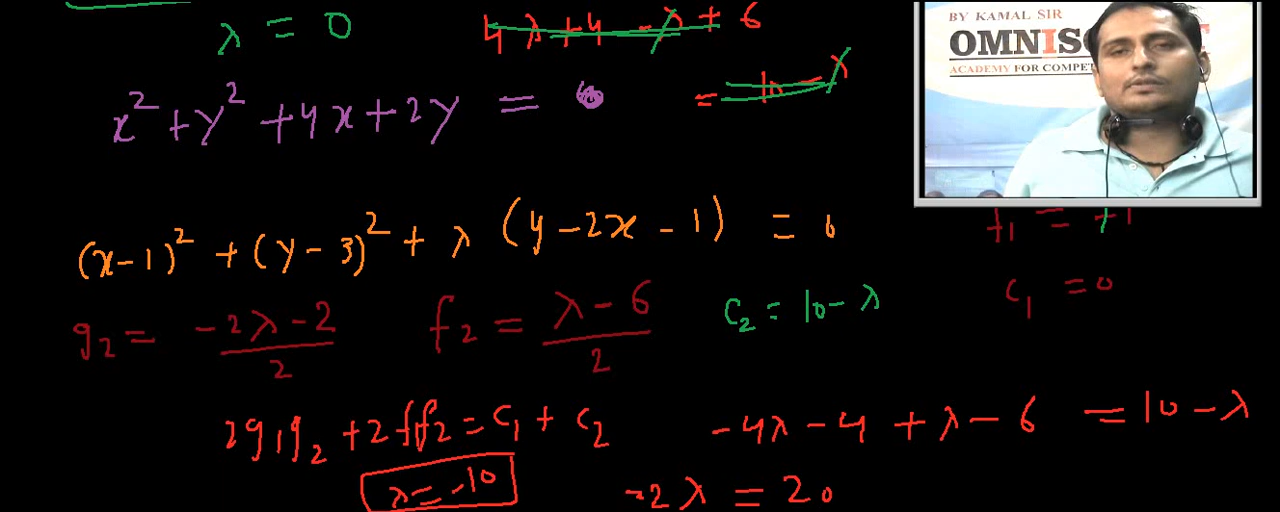 λ = 0
4λ+4 -λ + 6
BY KAMAL SIR
OMNISC T
ACADEMY FOR COMPET
= 10 - λ
x² + y² + 4x + 2y = 0
(x-1)² + (y-3)² + λ (y-2x-1) = 0
f₁ = +1
c₁ = 0
g₂ = (-2λ-2)/2 f₂ = (λ-6)/2 c₂ = 10-λ
2g₁g₂ + 2ff₂ = c₁ + c₂ -4λ-4+λ-6 = 10-λ
λ = -10 -2λ = 20